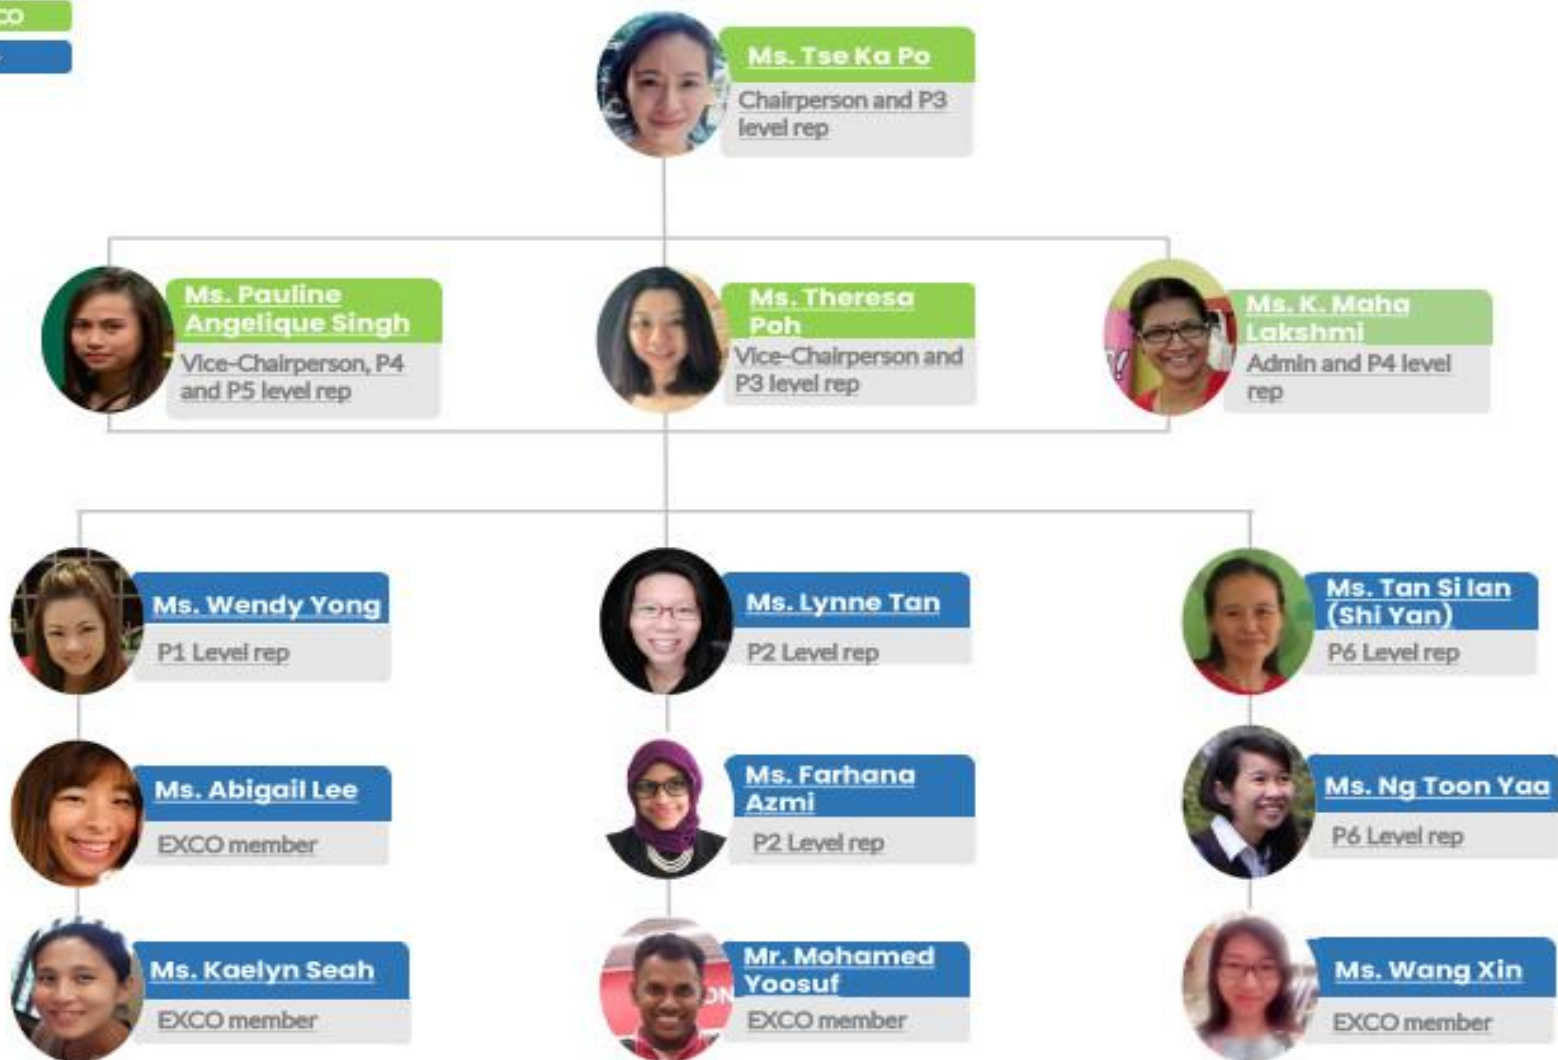 CO
Ms. Tse Ka Po
Chairperson and P3
level rep
Ms. Pauline
Angelique Singh
Vice-Chairperson, P4
and P5 level rep
Ms. Theresa
Poh
Vice-Chairperson and
P3 level rep
Ms. K. Maha
Lakshmi
Admin and P4 level
rep
Ms. Wendy Yong
P1 Level rep
Ms. Lynne Tan
P2 Level rep
Ms. Tan Si Ian
(Shi Yan)
P6 Level rep
Ms. Abigail Lee
EXCO member
Ms. Farhana
Azmi
P2 Level rep
Ms. Ng Toon Yaa
P6 Level rep
Ms. Kaelyn Seah
EXCO member
Mr. Mohamed
Yoosuf
EXCO member
Ms. Wang Xin
EXCO member